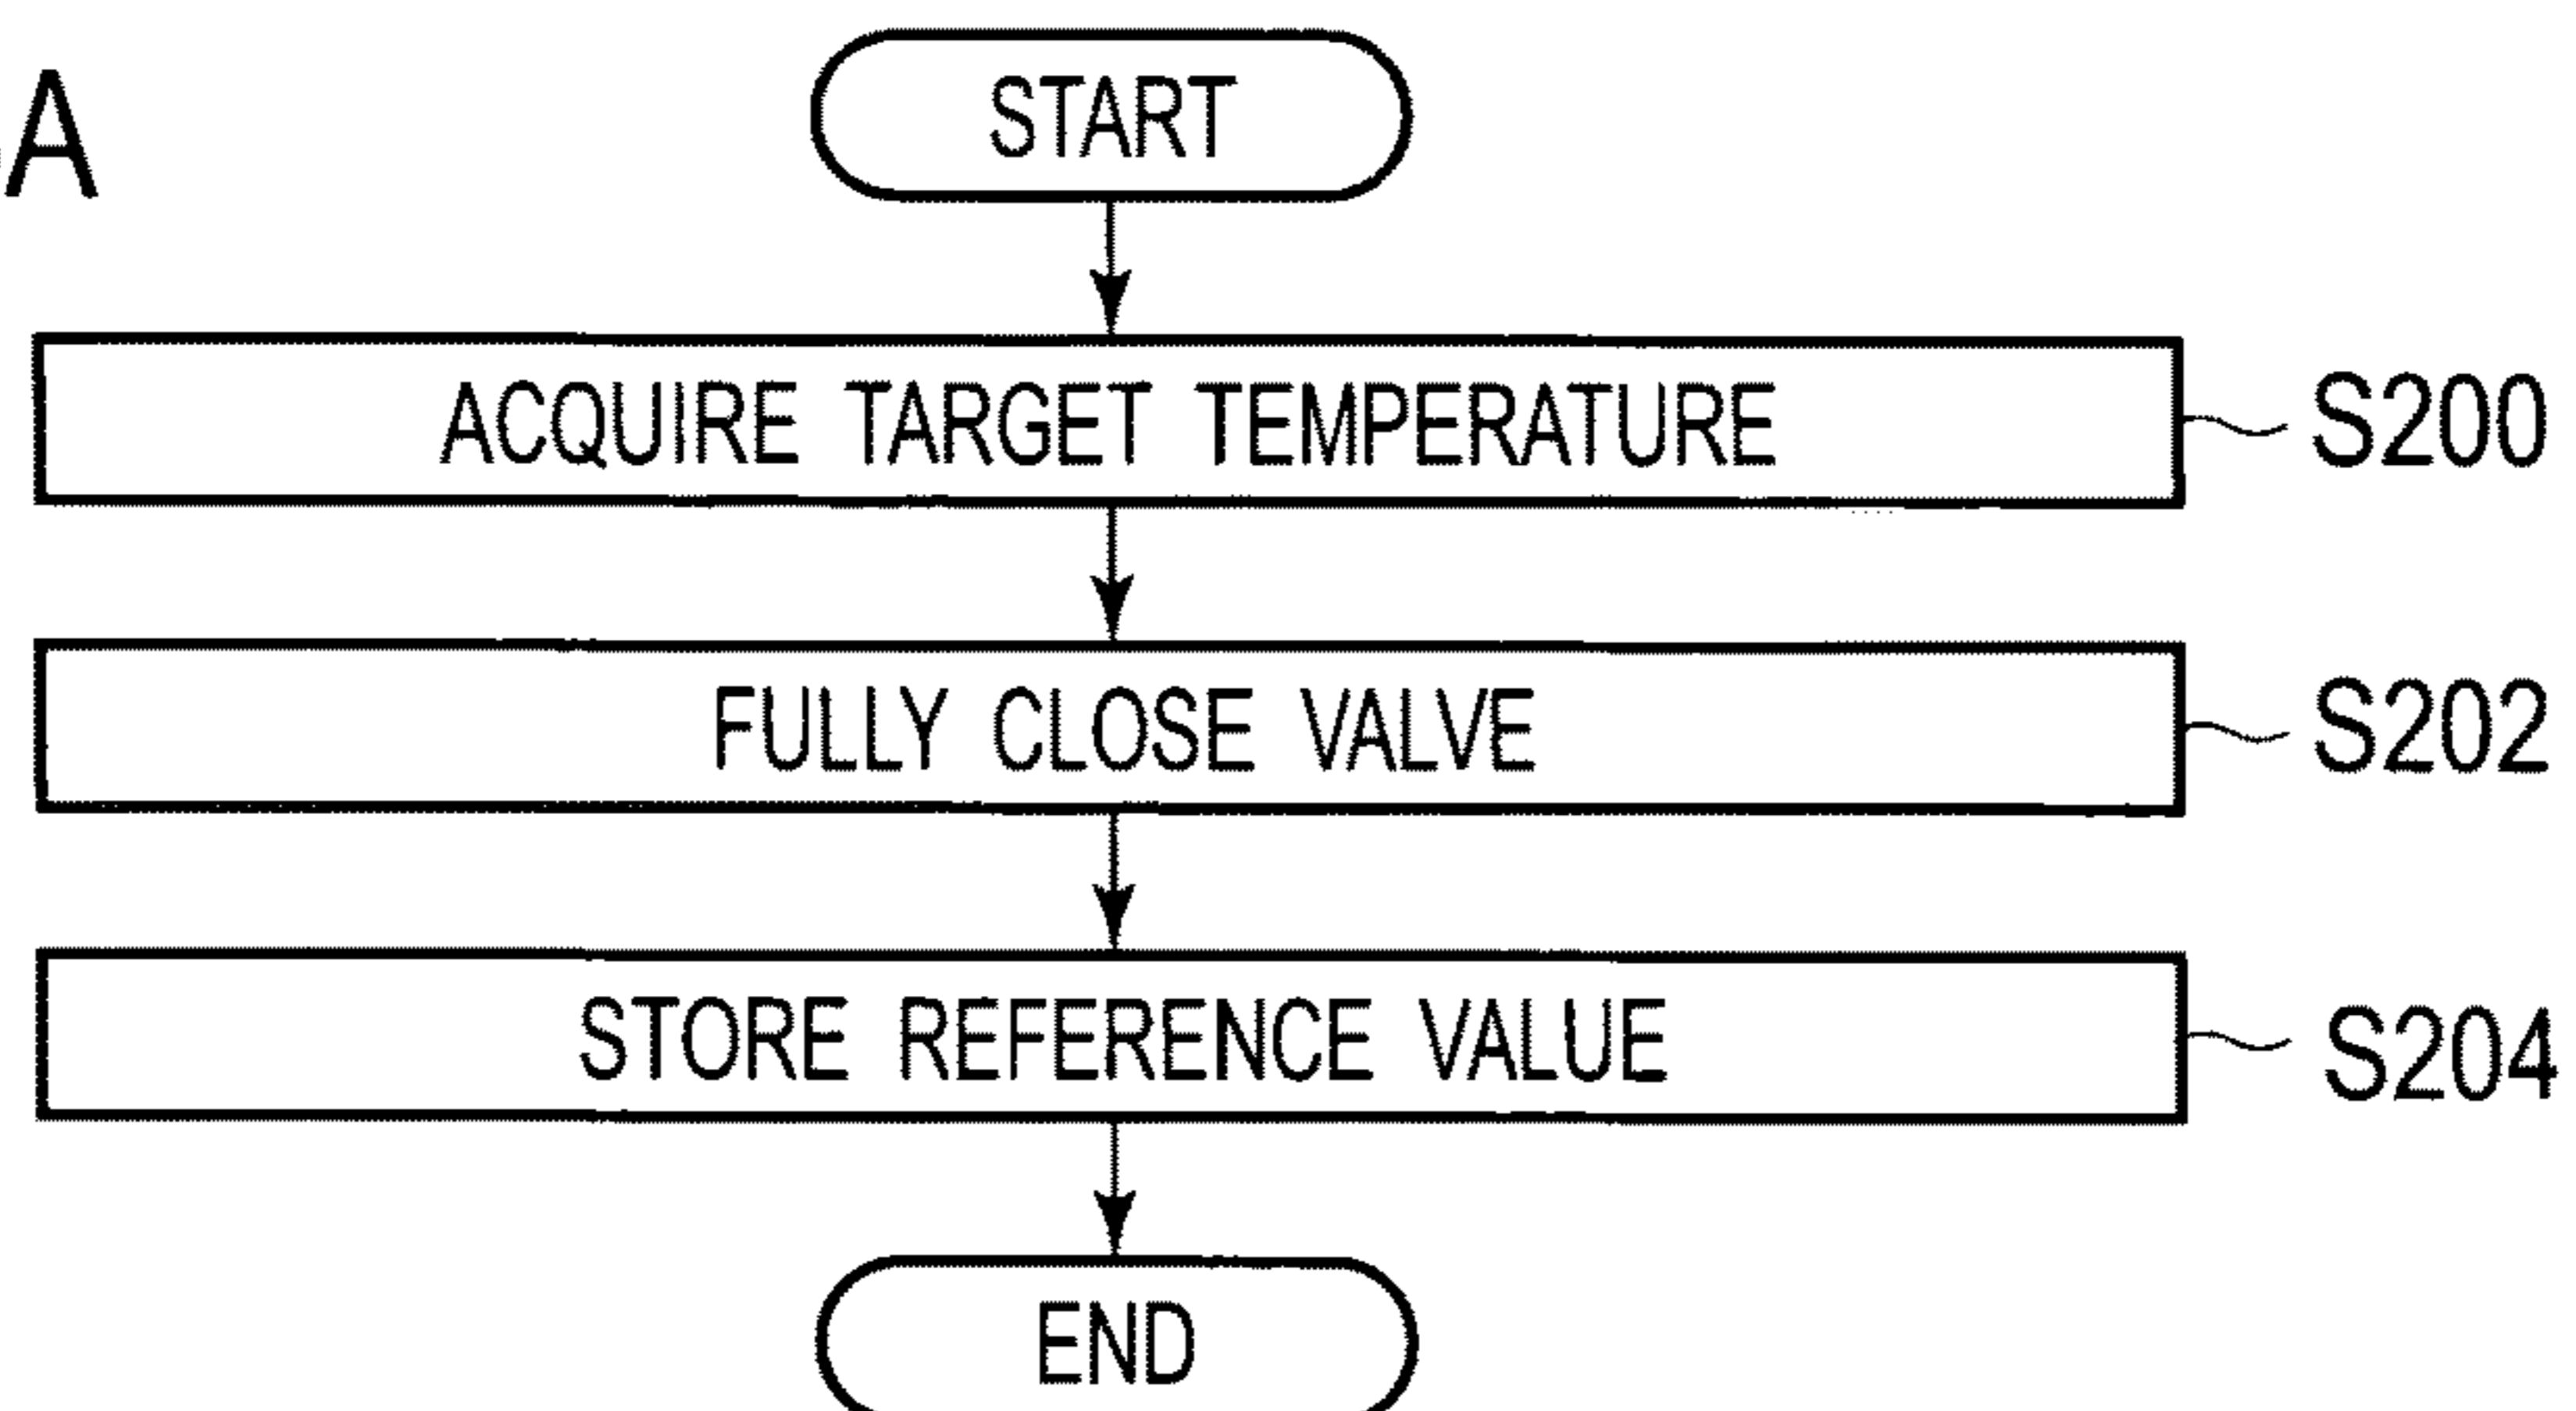 A
START
ACQUIRE TARGET TEMPERATURE S200
FULLY CLOSE VALVE S202
STORE REFERENCE VALUE S204
END